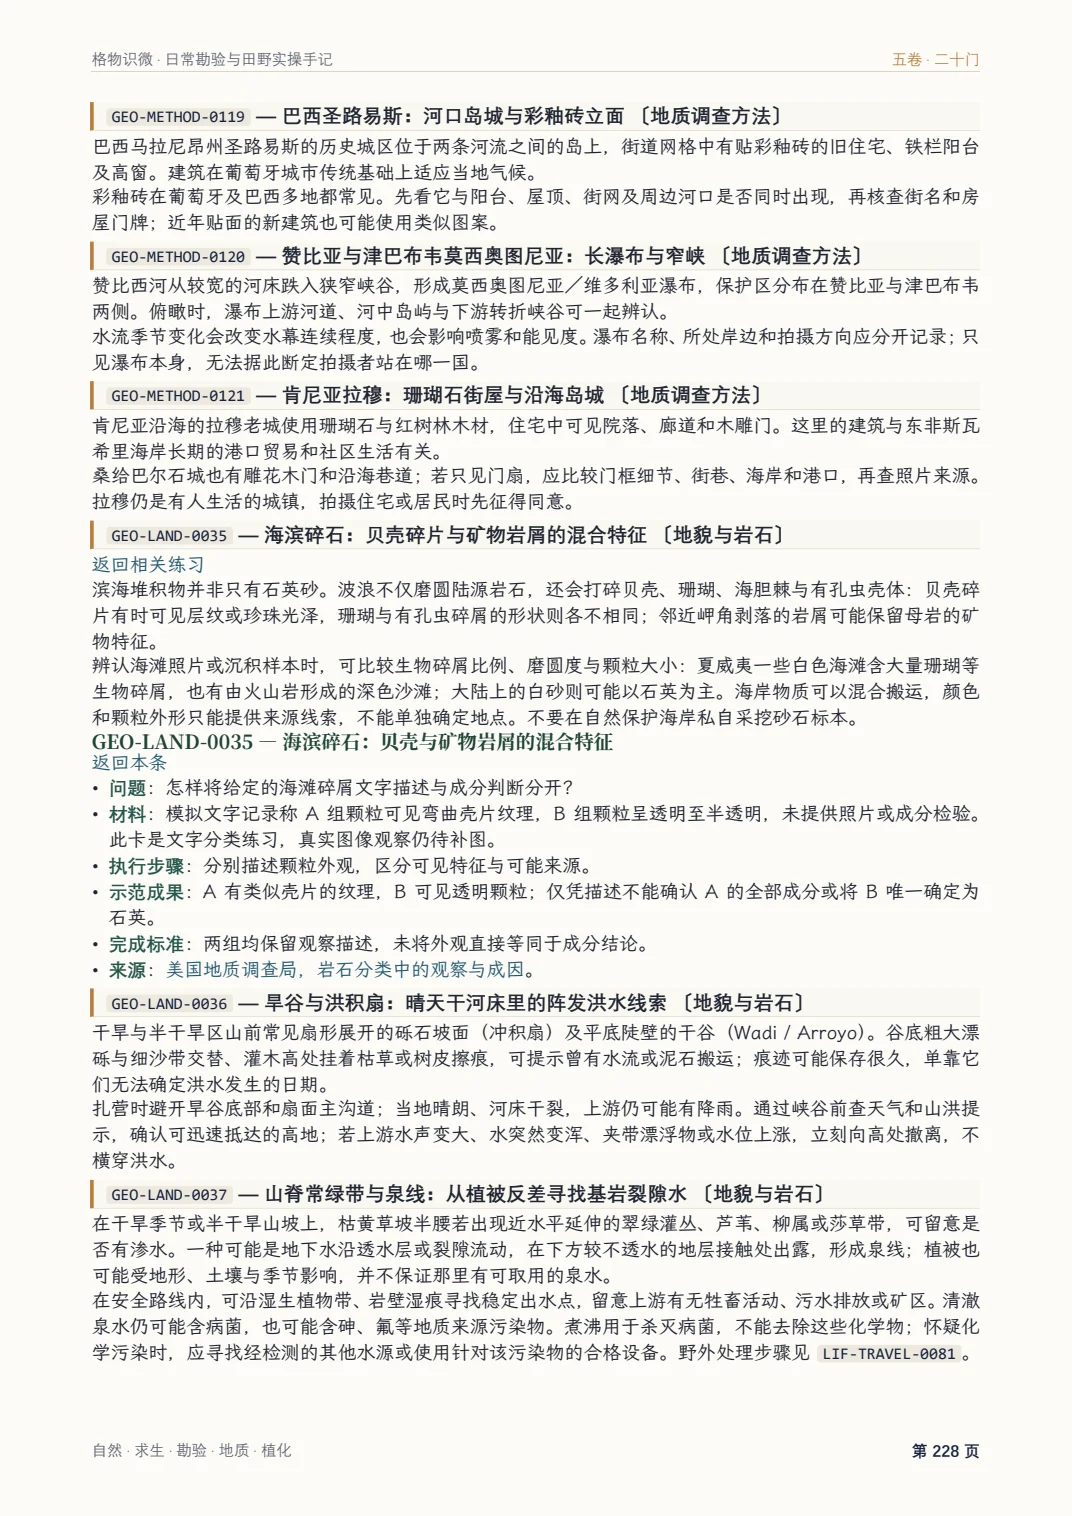 格物识微 · 日常勘验与田野实操手记
五卷 · 二十门
GEO-METHOD-0119 — 巴西圣路易斯：河口岛城与彩釉砖立面 〔地质调查方法〕
巴西马拉尼昂州圣路易斯的历史城区位于两条河流之间的岛上，街道网格中有贴彩釉砖的旧住宅、铁栏阳台
及高窗。建筑在葡萄牙城市传统基础上适应当地气候。
彩釉砖在葡萄牙及巴西多地都常见。先看它与阳台、屋顶、街网及周边河口是否同时出现，再核查街名和房
屋门牌；近年贴面的新建筑也可能使用类似图案。
GEO-METHOD-0120 — 赞比亚与津巴布韦莫西奥图尼亚：长瀑布与窄峡 〔地质调查方法〕
赞比西河从较宽的河床跌入狭窄峡谷，形成莫西奥图尼亚／维多利亚瀑布，保护区分布在赞比亚与津巴布韦
两侧。俯瞰时，瀑布上游河道、河中岛屿与下游转折峡谷可一起辨认。
水流季节变化会改变水幕连续程度，也会影响喷雾和能见度。瀑布名称、所处岸边和拍摄方向应分开记录；只
见瀑布本身，无法据此断定拍摄者站在哪一国。
GEO-METHOD-0121 — 肯尼亚拉穆：珊瑚石街屋与沿海岛城 〔地质调查方法〕
肯尼亚沿海的拉穆老城使用珊瑚石与红树林木材，住宅中可见院落、廊道和木雕门。这里的建筑与东非斯瓦
希里海岸长期的港口贸易和社区生活有关。
桑给巴尔石城也有雕花木门和沿海巷道；若只见门扇，应比较门框细节、街巷、海岸和港口，再查照片来源。
拉穆仍是有人生活的城镇，拍摄住宅或居民时先征得同意。
GEO-LAND-0035 — 海滨碎石：贝壳碎片与矿物岩屑的混合特征 〔地貌与岩石〕
返回相关练习
滨海堆积物并非只有石英砂。波浪不仅磨圆陆源岩石，还会打碎贝壳、珊瑚、海胆棘与有孔虫壳体：贝壳碎
片有时可见层纹或珍珠光泽，珊瑚与有孔虫碎屑的形状则各不相同；邻近岬角剥落的岩屑可能保留母岩的矿
物特征。
辨认海滩照片或沉积样本时，可比较生物碎屑比例、磨圆度与颗粒大小：夏威夷一些白色海滩含大量珊瑚等
生物碎屑，也有由火山岩形成的深色沙滩；大陆上的白砂则可能以石英为主。海岸物质可以混合搬运，颜色
和颗粒外形只能提供来源线索，不能单独确定地点。不要在自然保护海岸私自采挖砂石标本。
GEO-LAND-0035 — 海滨碎石：贝壳与矿物岩屑的混合特征
返回本条
• 问题：怎样将给定的海滩碎屑文字描述与成分判断分开？
• 材料：模拟文字记录称 A 组颗粒可见弯曲壳片纹理，B 组颗粒呈透明至半透明，未提供照片或成分检验。
此卡是文字分类练习，真实图像观察仍待补图。
• 执行步骤：分别描述颗粒外观，区分可见特征与可能来源。
• 示范成果：A 有类似壳片的纹理，B 可见透明颗粒；仅凭描述不能确认 A 的全部成分或将 B 唯一确定为
石英。
• 完成标准：两组均保留观察描述，未将外观直接等同于成分结论。
• 来源：美国地质调查局，岩石分类中的观察与成因。
GEO-LAND-0036 — 旱谷与洪积扇：晴天干河床里的阵发洪水线索 〔地貌与岩石〕
干旱与半干旱区山前常见扇形展开的砾石坡面（冲积扇）及平底陡壁的干谷（Wadi / Arroyo）。谷底粗大漂
砾与细沙带交替、灌木高处挂着枯草或树皮擦痕，可提示曾有水流或泥石搬运；痕迹可能保存很久，单靠它
们无法确定洪水发生的日期。
扎营时避开旱谷底部和扇面主沟道；当地晴朗、河床干裂，上游仍可能有降雨。通过峡谷前查天气和山洪提
示，确认可迅速抵达的高地；若上游水声变大、水突然变浑、夹带漂浮物或水位上涨，立刻向高处撤离，不
横穿洪水。
GEO-LAND-0037 — 山脊常绿带与泉线：从植被反差寻找基岩裂隙水 〔地貌与岩石〕
在干旱季节或半干旱山坡上，枯黄草坡半腰若出现近水平延伸的翠绿灌丛、芦苇、柳属或莎草带，可留意是
否有渗水。一种可能是地下水沿透水层或裂隙流动，在下方较不透水的地层接触处出露，形成泉线；植被也
可能受地形、土壤与季节影响，并不保证那里有可取用的泉水。
在安全路线内，可沿湿生植物带、岩壁湿痕寻找稳定出水点，留意上游有无牲畜活动、污水排放或矿区。清澈
泉水仍可能含病菌，也可能含砷、氟等地质来源污染物。煮沸用于杀灭病菌，不能去除这些化学物；怀疑化
学污染时，应寻找经检测的其他水源或使用针对该污染物的合格设备。野外处理步骤见 LIF-TRAVEL-0081 。
自然 · 求生 · 勘验 · 地质 · 植化
第 228 页